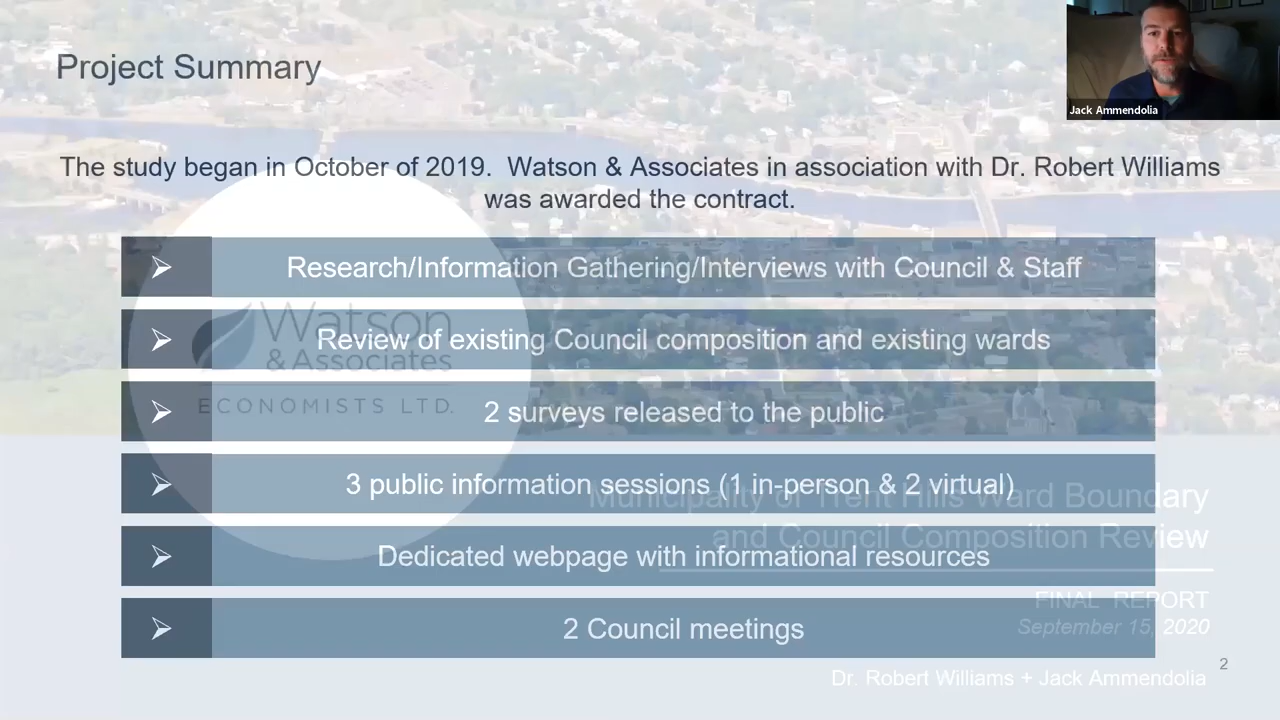 Project Summary
Jack Ammendolia
The study began in October of 2019. Watson & Associates in association with Dr. Robert Williams
was awarded the contract.
Research/Information Gathering/Interviews with Council & Staff
Watson
& Associates
ECONOMISTS LTD.
Review of existing Council composition and existing wards
2 surveys released to the public
3 public information sessions (1 in-person & 2 virtual)
Municipality of Trent Hills Ward Boundary
and Council Composition Review
Dedicated webpage with informational resources
FINAL REPORT
September 15, 2020
2 Council meetings
2
Dr. Robert Williams + Jack Ammendolia